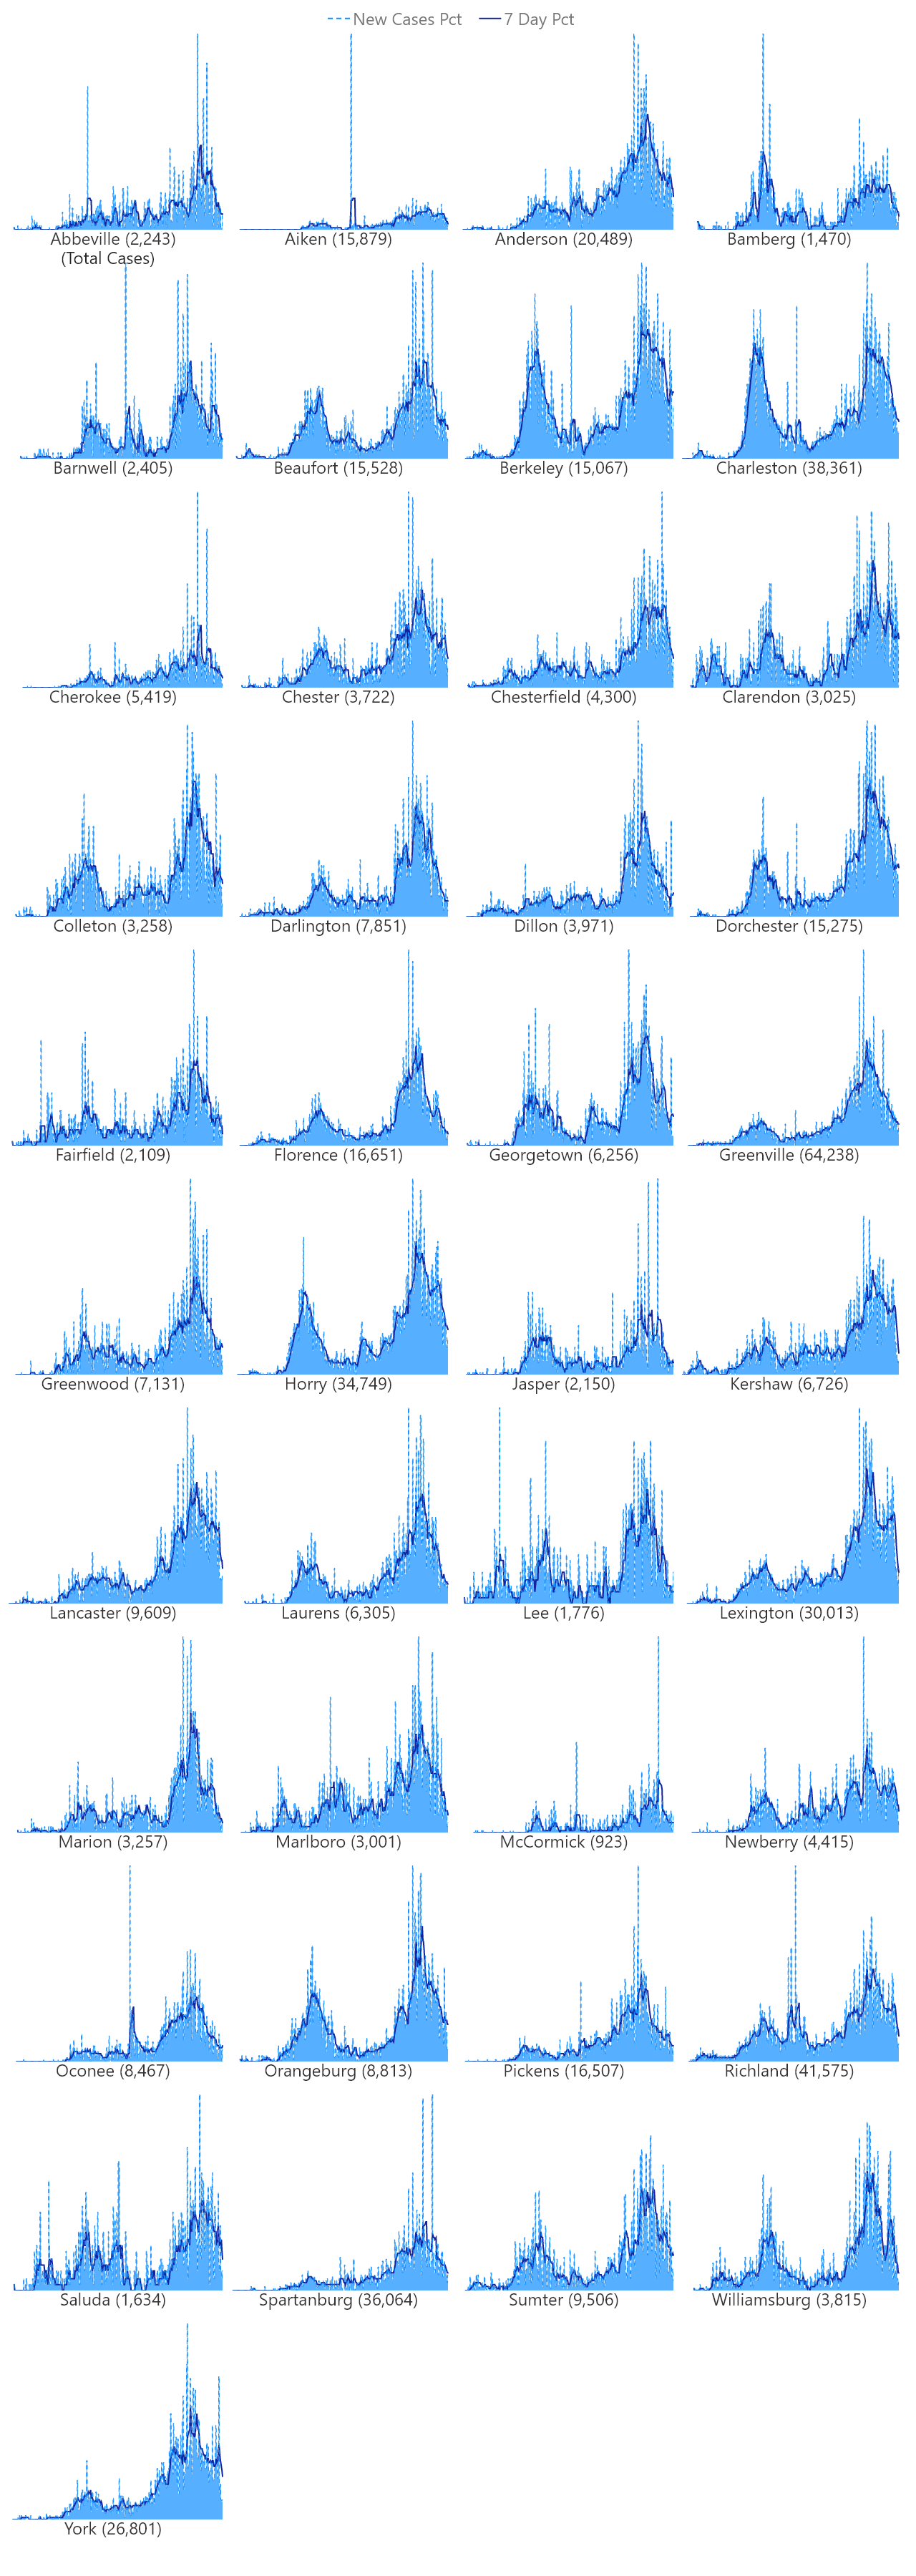 New Cases Pct 7 Day Pct
Abbeville (2,243) Aiken (15,879) Anderson (20,489) Bamberg (1,470)
(Total Cases)
Barnwell (2,405) Beaufort (15,528) Berkeley (15,067) Charleston (38,361)
Cherokee (5,419) Chester (3,722) Chesterfield (4,300) Clarendon (3,025)
Colleton (3,258) Darlington (7,851) Dillon (3,971) Dorchester (15,275)
Fairfield (2,109) Florence (16,651) Georgetown (6,256) Greenville (64,238)
Greenwood (7,131) Horry (34,749) Jasper (2,150) Kershaw (6,726)
Lancaster (9,609) Laurens (6,305) Lee (1,776) Lexington (30,013)
Marion (3,257) Marlboro (3,001) McCormick (923) Newberry (4,415)
Oconee (8,467) Orangeburg (8,813) Pickens (16,507) Richland (41,575)
Saluda (1,634) Spartanburg (36,064) Sumter (9,506) Williamsburg (3,815)
York (26,801)